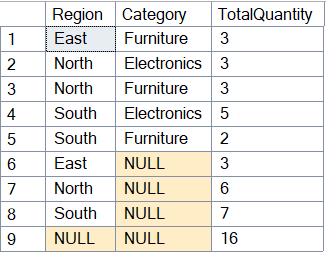 Region Category TotalQuantity
1 East Furniture 3
2 North Electronics 3
3 North Furniture 3
4 South Electronics 5
5 South Furniture 2
6 East NULL 3
7 North NULL 6
8 South NULL 7
9 NULL NULL 16